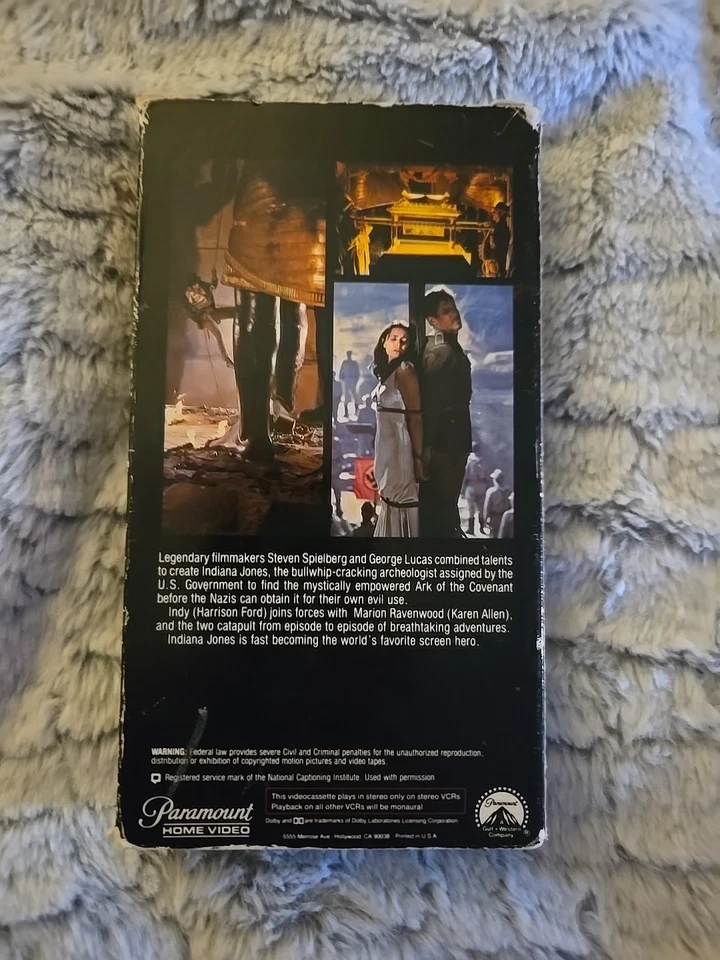 Legendary filmmakers Steven Spielberg and George Lucas combined talents
to create Indiana Jones, the bullwhip-cracking archeologist assigned by the
U.S. Government to find the mystically empowered Ark of the Covenant
before the Nazis can obtain it for their own evil use.
Indy (Harrison Ford) joins forces with Marion Ravenwood (Karen Allen),
and the two catapult from episode to episode of breathtaking adventures.
Indiana Jones is fast becoming the world's favorite screen hero.
WARNING: Federal law provides severe Civil and Criminal penalties for the unauthorized reproduction,
distribution or exhibition of copyrighted motion pictures and video tapes.
Registered service mark of the National Captioning Institute. Used with permission
This videocassette plays in stereo only on stereo VCRs
Playback on all other VCRs will be monaural.
Paramount
HOME VIDEO
Dolby and DD are trademarks of Dolby Laboratories Licensing Corporation
5555 Melrose Ave. Hollywood, CA 90038 Printed in U S A
Paramount
A
Gulf+Western
Company
®